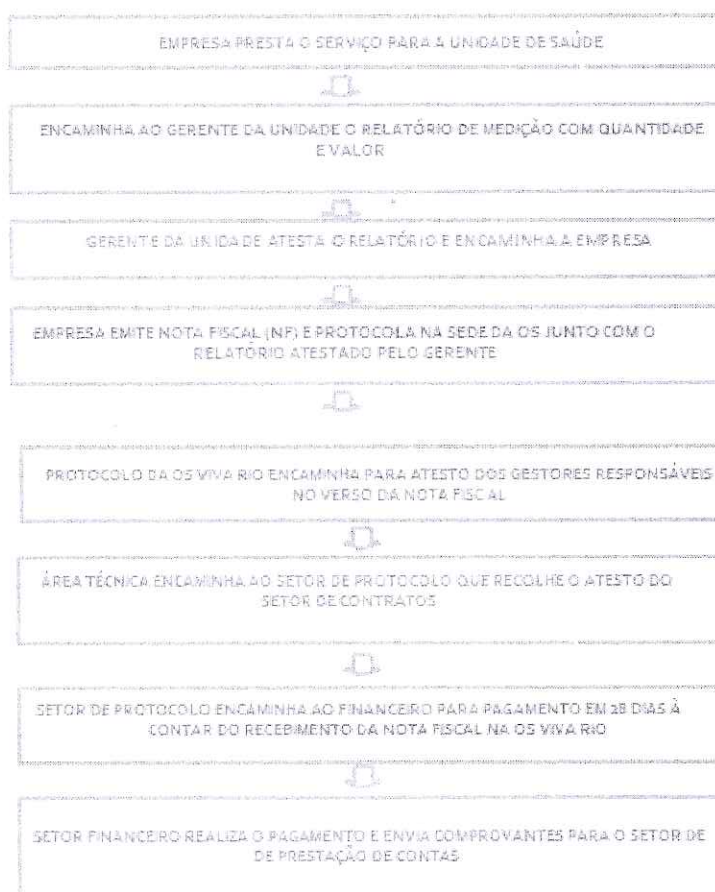 EMPRESA PRESTA O SERVIÇO PARA A UNIDADE DE SAÚDE
ENCAMINHA AO GERENTE DA UNIDADE O RELATÓRIO DE MEDIÇÃO COM QUANTIDADE
E VALOR
GERENTE DA UNIDADE ATESTA O RELATÓRIO E ENCAMINHA A EMPRESA
EMPRESA EMITE NOTA FISCAL (NF) E PROTOCOLA NA SEDE DA OS JUNTO COM O
RELATÓRIO ATESTADO PELO GERENTE
PROTOCOLO DA OS VIVA RIO ENCAMINHA PARA ATESTO DOS GESTORES RESPONSÁVEIS
NO VERSO DA NOTA FISCAL
ÁREA TÉCNICA ENCAMINHA AO SETOR DE PROTOCOLO QUE RECOLHE O ATESTO DO
SETOR DE CONTRATOS
SETOR DE PROTOCOLO ENCAMINHA AO FINANCEIRO PARA PAGAMENTO EM 28 DIAS À
CONTAR DO RECEBIMENTO DA NOTA FISCAL NA OS VIVA RIO
SETOR FINANCEIRO REALIZA O PAGAMENTO E ENVIA COMPROVANTES PARA O SETOR DE
DE PRESTAÇÃO DE CONTAS